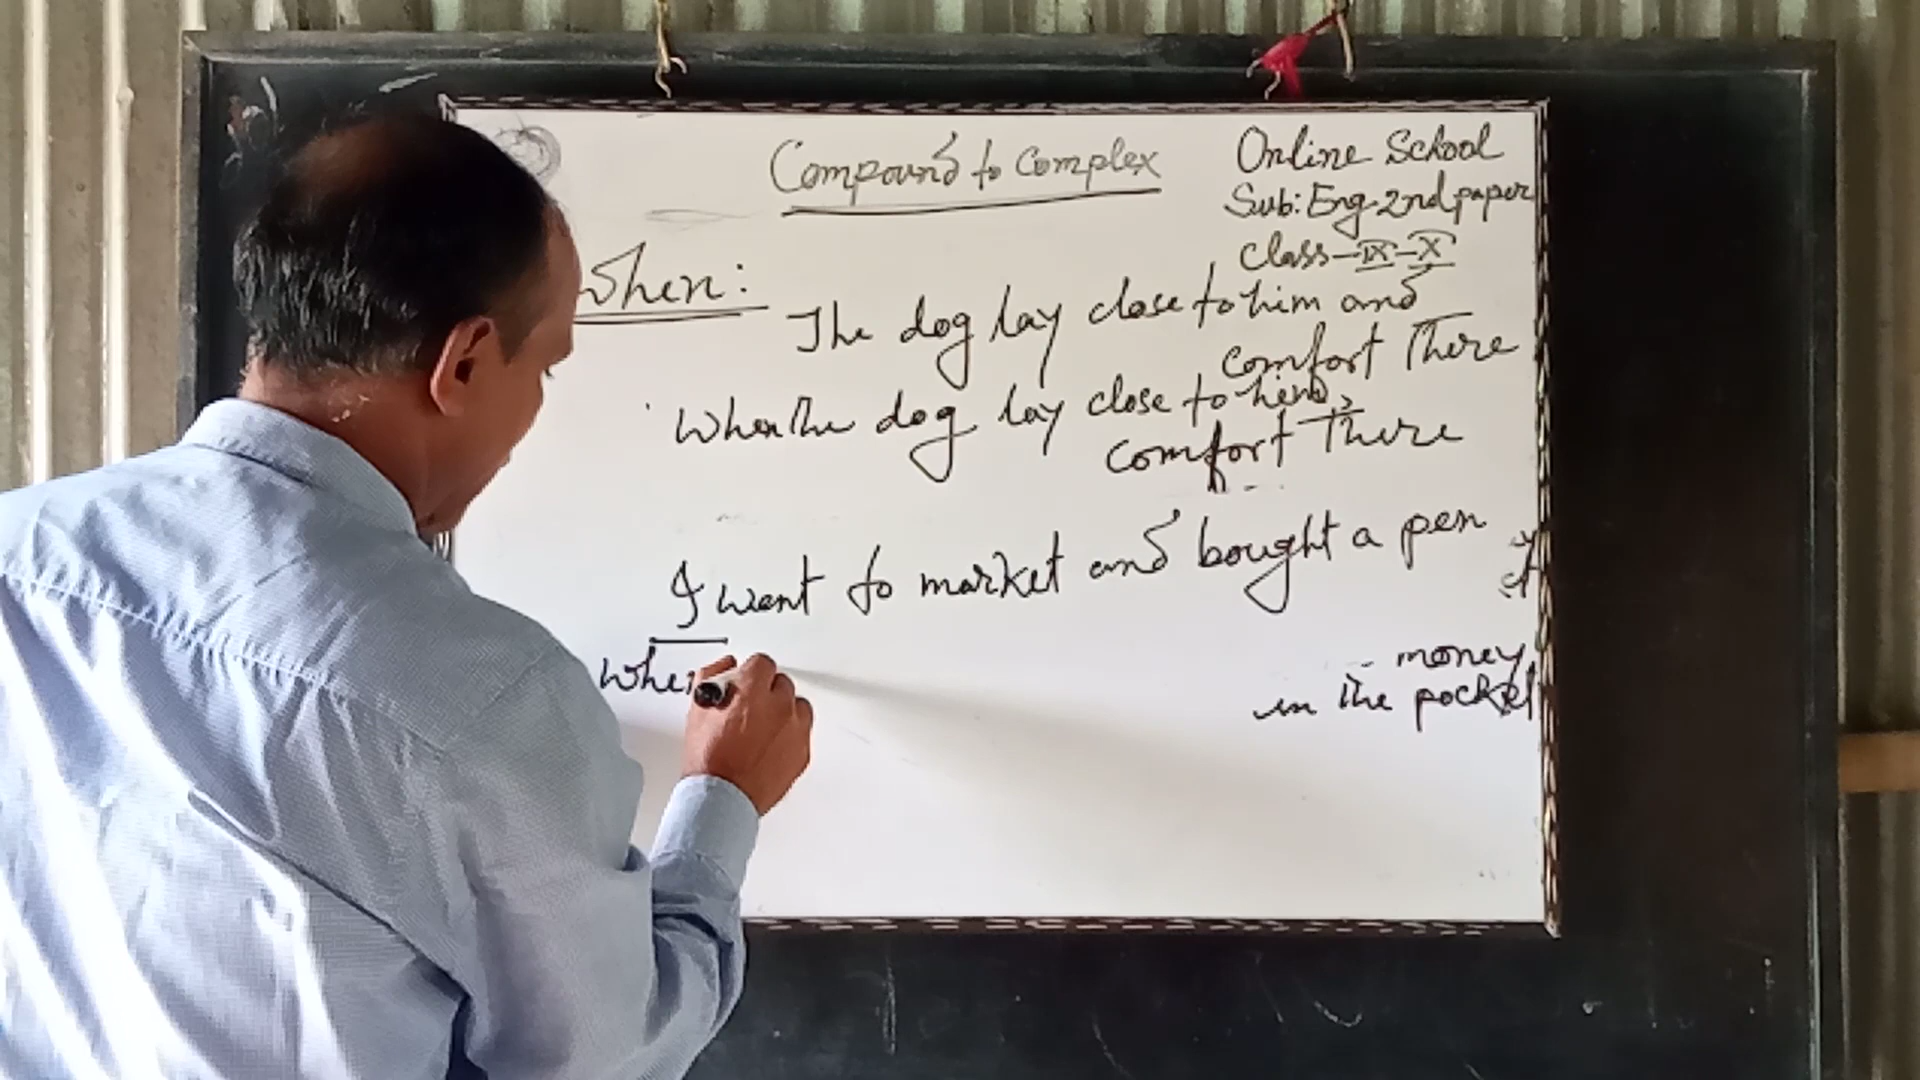 Compound to Complex
Online School
Sub: Eng 2nd paper
Class-IX-X
When:
The dog lay close to him and
comfort There
When The dog lay close to him,
comfort There
I went to market and bought a pen
When
money
in The pocket